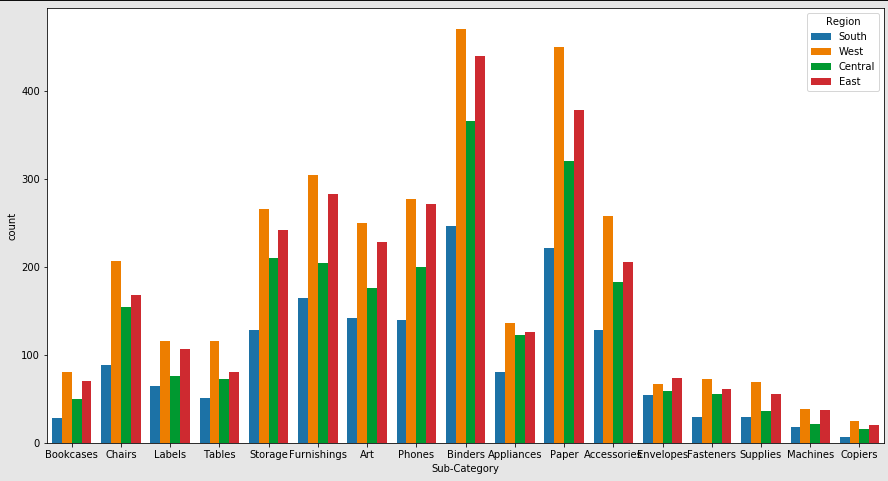 Region
South
West
Central
East
count
400
300
200
100
0
Bookcases Chairs Labels Tables Storage Furnishings Art Phones Binders Appliances Paper Accessories Envelopes Fasteners Supplies Machines Copiers
Sub-Category